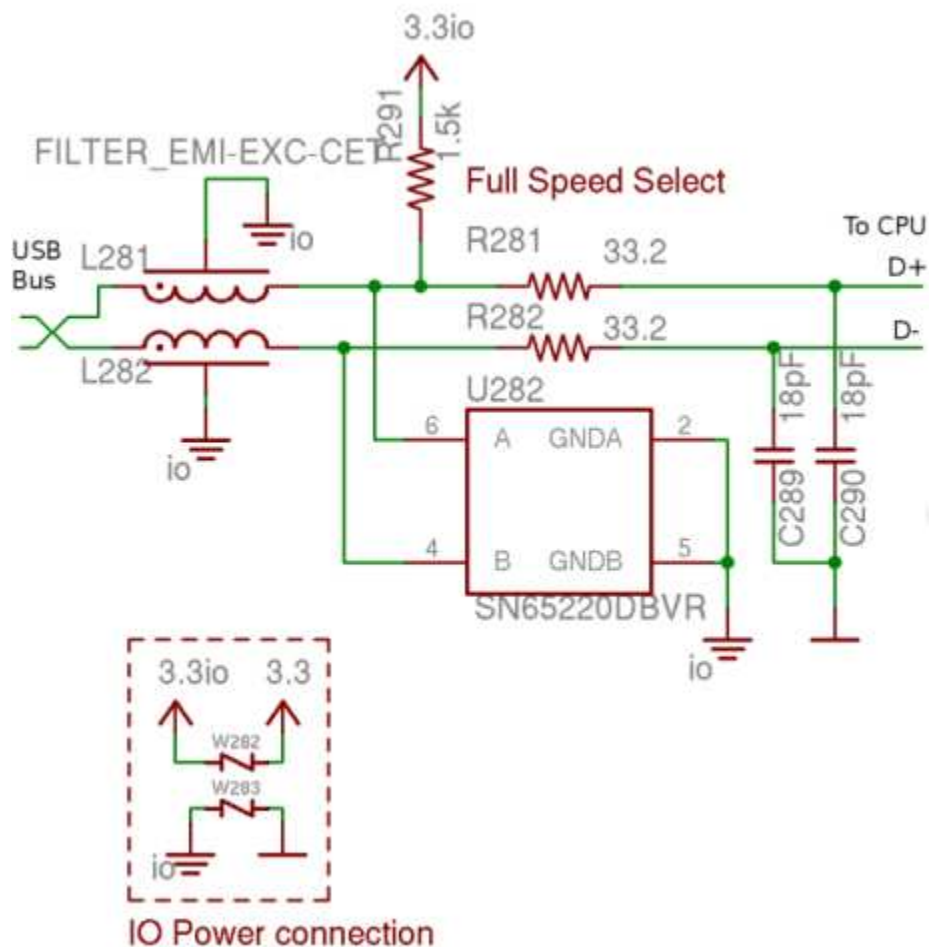 3.3io
R291
1.5k
FILTER_EMI-EXC-CET
Full Speed Select
io
USB
Bus
L281
R281
33.2
To CPU
D+
R282
33.2
D-
L282
io
U282
18pF
18pF
6
A
GNDA
2
C289
C290
4
B
GNDB
5
SN65220DBVR
io
3.3io
3.3
W282
W283
io
IO Power connection